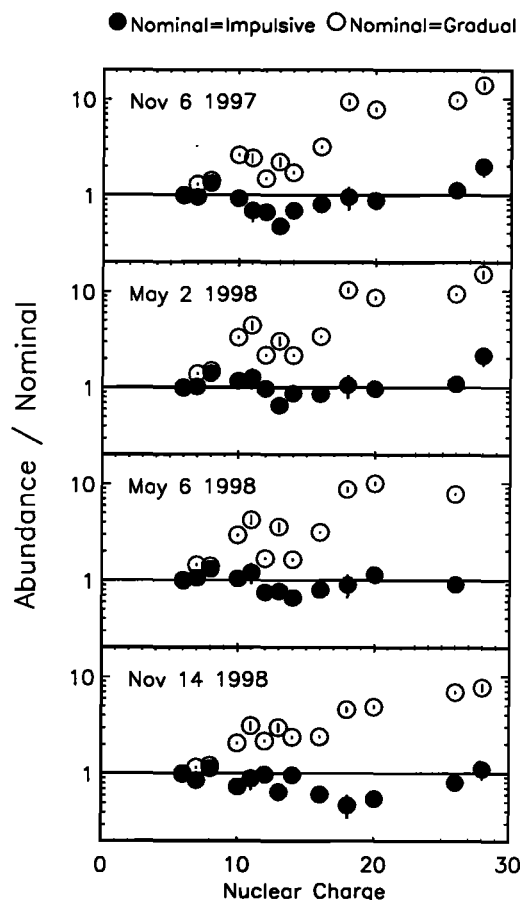 ● Nominal=Impulsive ○ Nominal=Gradual
Nov 6 1997
10
1
May 2 1998
10
1
May 6 1998
10
1
Nov 14 1998
10
1
Abundance / Nominal
0 10 20 30
Nuclear Charge